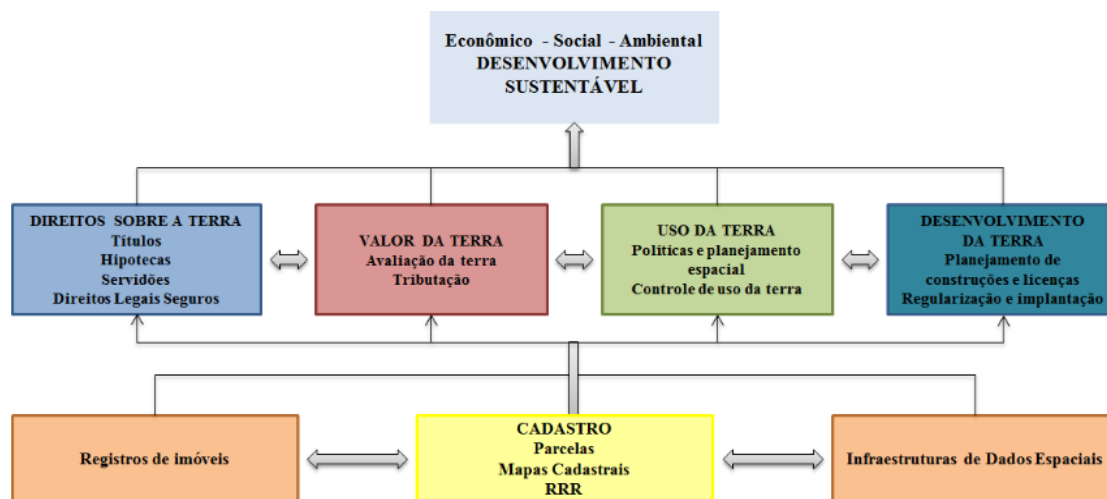 Econômico - Social - Ambiental
DESENVOLVIMENTO
SUSTENTÁVEL
DIREITOS SOBRE A TERRA
Títulos
Hipotecas
Servidões
Direitos Legais Seguros
VALOR DA TERRA
Avaliação da terra
Tributação
USO DA TERRA
Políticas e planejamento
espacial
Controle de uso da terra
DESENVOLVIMENTO
DA TERRA
Planejamento de
construções e licenças
Regularização e implantação
Registros de imóveis
CADASTRO
Parcelas
Mapas Cadastrais
RRR
Infraestruturas de Dados Espaciais